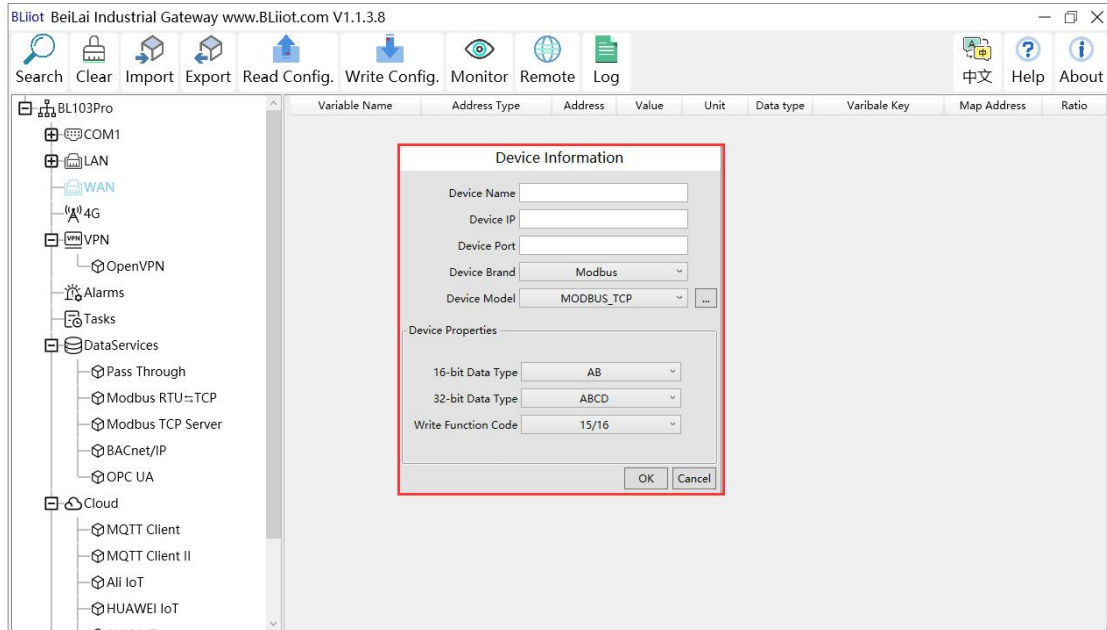 BLiiot BeiLai Industrial Gateway www.BLiiot.com V1.1.3.8
Search Clear Import Export Read Config. Write Config. Monitor Remote Log 中文 Help About
BL103Pro
COM1
LAN
WAN
4G
VPN
OpenVPN
Alarms
Tasks
DataServices
Pass Through
Modbus RTU⇆TCP
Modbus TCP Server
BACnet/IP
OPC UA
Cloud
MQTT Client
MQTT Client II
Ali IoT
HUAWEI IoT
Variable Name Address Type Address Value Unit Data type Varibale Key Map Address Ratio
Device Information
Device Name
Device IP
Device Port
Device Brand Modbus
Device Model MODBUS_TCP ...
Device Properties
16-bit Data Type AB
32-bit Data Type ABCD
Write Function Code 15/16
OK Cancel